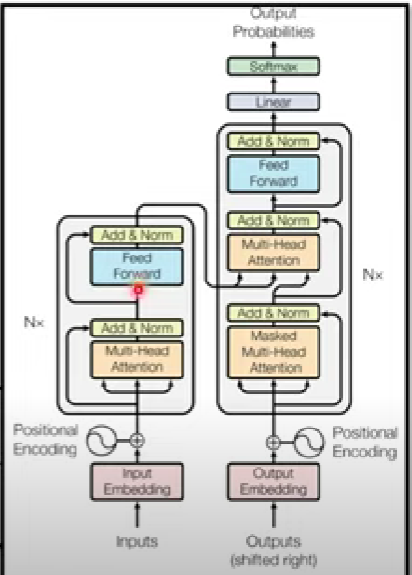 Output
Probabilities
Softmax
Linear
Add & Norm
Feed
Forward
Add & Norm
Multi-Head
Attention
Nx
Add & Norm
Masked
Multi-Head
Attention
Add & Norm
Feed
Forward
Nx
Add & Norm
Multi-Head
Attention
Positional
Encoding
Positional
Encoding
Input
Embedding
Output
Embedding
Inputs
Outputs
(shifted right)